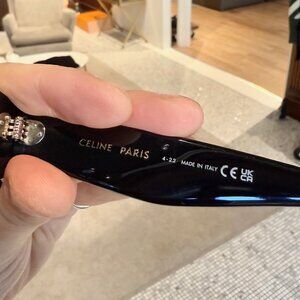 CELINE PARIS
4-22 MADE IN ITALY CE UK CA